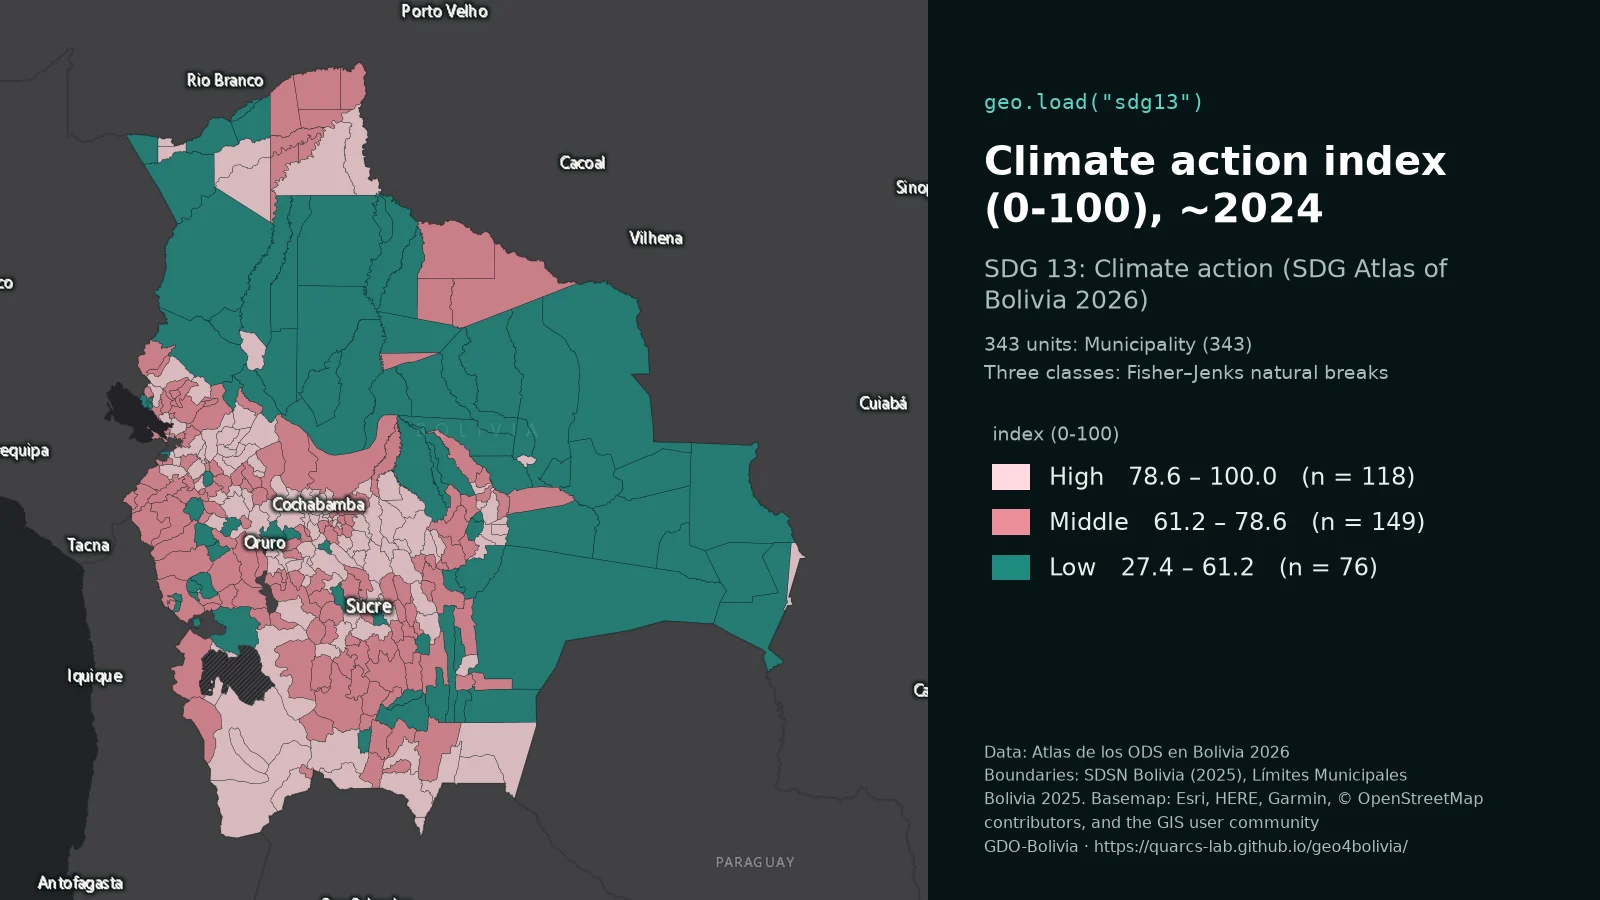 Porto Velho
Rio Branco
Cacoal
Vilhena
Cuiabá
equipa
BOLIVIA
Cochabamba
Oruro
Tacna
Sucre
Iquique
PARAGUAY
Antofagasta
geo.load("sdg13")
Climate action index
(0-100), ~2024
SDG 13: Climate action (SDG Atlas of
Bolivia 2026)
343 units: Municipality (343)
Three classes: Fisher–Jenks natural breaks
index (0-100)
High 78.6 – 100.0 (n = 118)
Middle 61.2 – 78.6 (n = 149)
Low 27.4 – 61.2 (n = 76)
Data: Atlas de los ODS en Bolivia 2026
Boundaries: SDSN Bolivia (2025), Límites Municipales
Bolivia 2025. Basemap: Esri, HERE, Garmin, © OpenStreetMap
contributors, and the GIS user community
GDO-Bolivia · https://quarcs-lab.github.io/geo4bolivia/